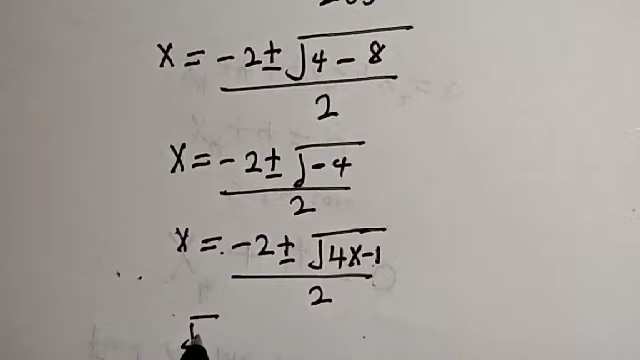 x = -2 ± √4 - 8 / 2
x = -2 ± √-4 / 2
x = -2 ± √4x-1 / 2
√